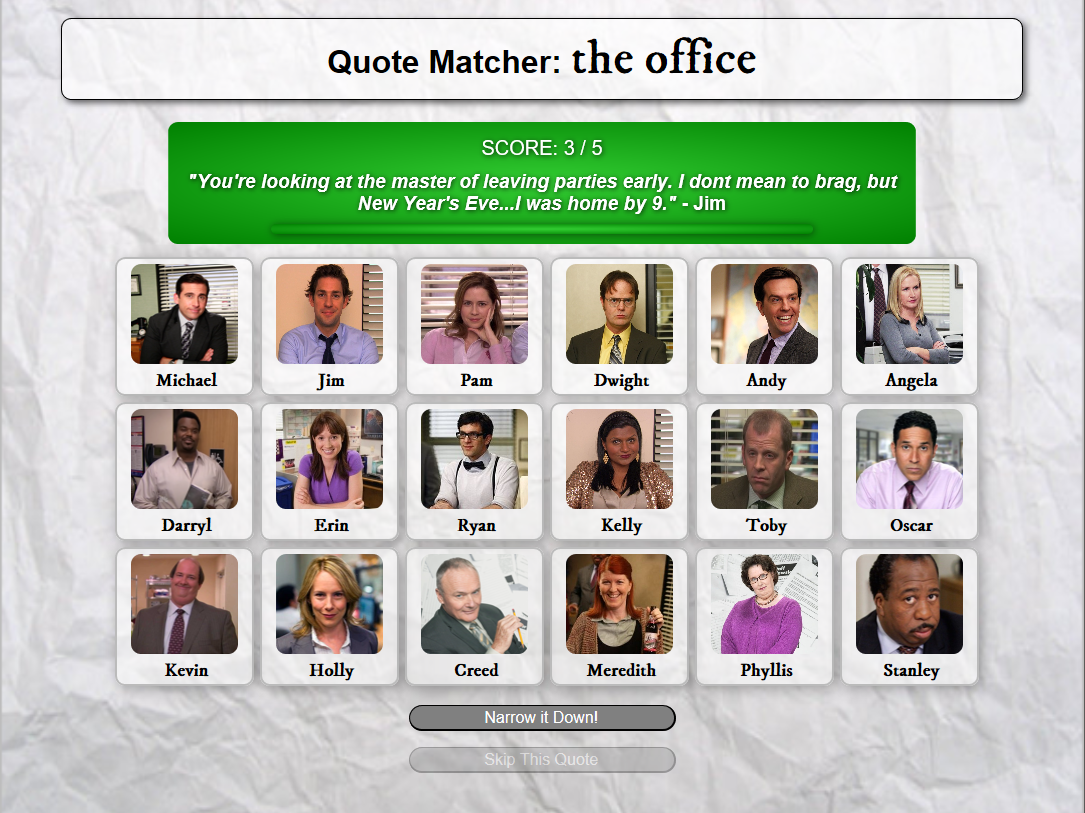 Quote Matcher: the office
SCORE: 3 / 5
"You're looking at the master of leaving parties early. I dont mean to brag, but
New Year's Eve...I was home by 9." - Jim
Michael Jim Pam Dwight Andy Angela
Darryl Erin Ryan Kelly Toby Oscar
Kevin Holly Creed Meredith Phyllis Stanley
Narrow it Down!
Skip This Quote